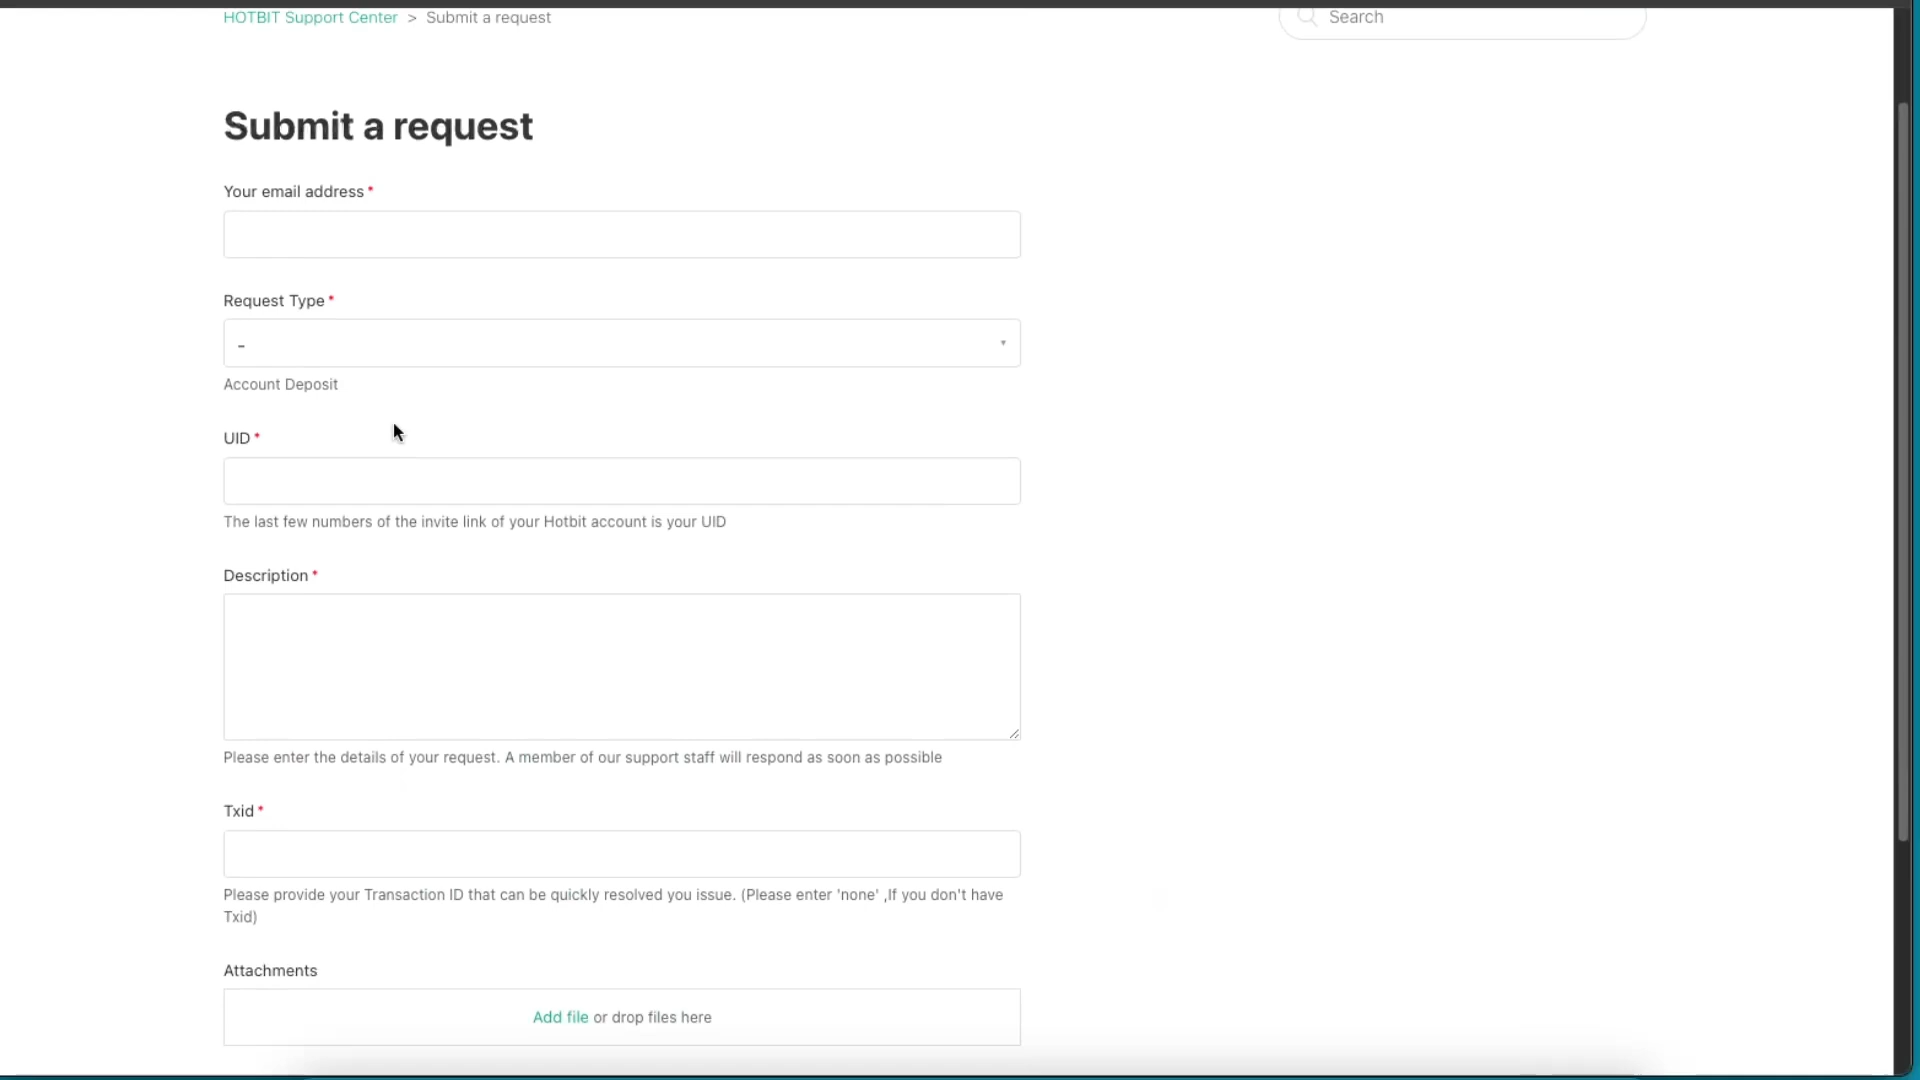 HOTBIT Support Center > Submit a request
Search
Submit a request
Your email address *
Request Type *
-
Account Deposit
UID *
The last few numbers of the invite link of your Hotbit account is your UID
Description *
Please enter the details of your request. A member of our support staff will respond as soon as possible
Txid *
Please provide your Transaction ID that can be quickly resolved you issue. (Please enter 'none' ,If you don't have
Txid)
Attachments
Add file or drop files here